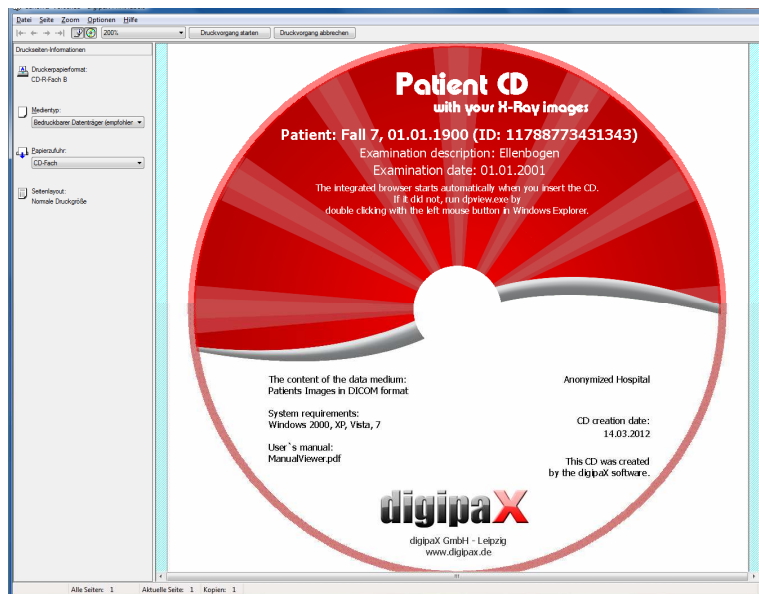 Datei Seite Zoom Optionen Hilfe
200% Druckvorgang starten Druckvorgang abbrechen
Druckseiten-Informationen
Druckerpapierformat:
CD-R-Fach B
Medientyp:
Bedruckbarer Datenträger (empfohlen
Papierzufuhr:
CD-Fach
Seitenlayout:
Normale Druckgröße
Patient CD
with your X-Ray images
Patient: Fall 7, 01.01.1900 (ID: 11788773431343)
Examination description: Ellenbogen
Examination date: 01.01.2001
The integrated browser starts automatically when you insert the CD.
If it did not, run dpview.exe by
double clicking with the left mouse button in Windows Explorer.
The content of the data medium:
Patients Images in DICOM format
System requirements:
Windows 2000, XP, Vista, 7
User`s manual:
ManualViewer.pdf
Anonymized Hospital
CD creation date:
14.03.2012
This CD was created
by the digipaX software.
digipaX
digipaX GmbH - Leipzig
www.digipax.de
Alle Seiten: 1 Aktuelle Seite: 1 Kopien: 1